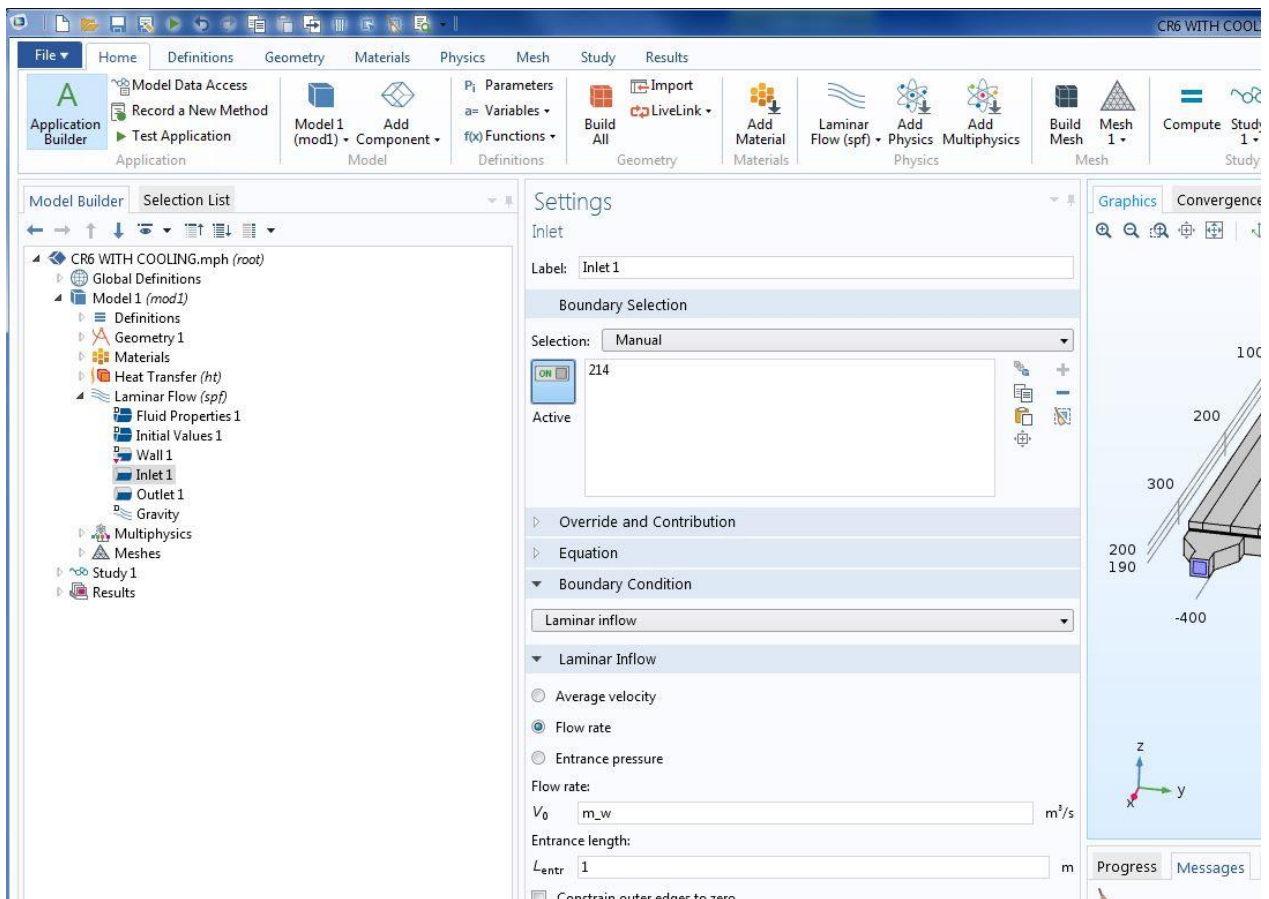 CR6 WITH COOL
File Home Definitions Geometry Materials Physics Mesh Study Results
A
Application Builder
Model Data Access
Record a New Method
Test Application
Application
Model 1 (mod1)
Add Component
Model
Pi Parameters
a= Variables
f(x) Functions
Definitions
Build All
Import
LiveLink
Geometry
Add Material
Materials
Laminar Flow (spf)
Add Physics
Add Multiphysics
Physics
Build Mesh
Mesh 1
Mesh
Compute
Study 1
Study
Model Builder Selection List
CR6 WITH COOLING.mph (root)
Global Definitions
Model 1 (mod1)
Definitions
Geometry 1
Materials
Heat Transfer (ht)
Laminar Flow (spf)
Fluid Properties 1
Initial Values 1
Wall 1
Inlet 1
Outlet 1
Gravity
Multiphysics
Meshes
Study 1
Results
Settings
Inlet
Label: Inlet 1
Boundary Selection
Selection: Manual
ON
214
Active
Override and Contribution
Equation
Boundary Condition
Laminar inflow
Laminar Inflow
Average velocity
Flow rate
Entrance pressure
Flow rate:
V0 m_w m³/s
Entrance length:
Lentr 1 m
Constrain outer edges to zero
Graphics Convergence
100
200
300
200
190
-400
z
y
x
Progress Messages